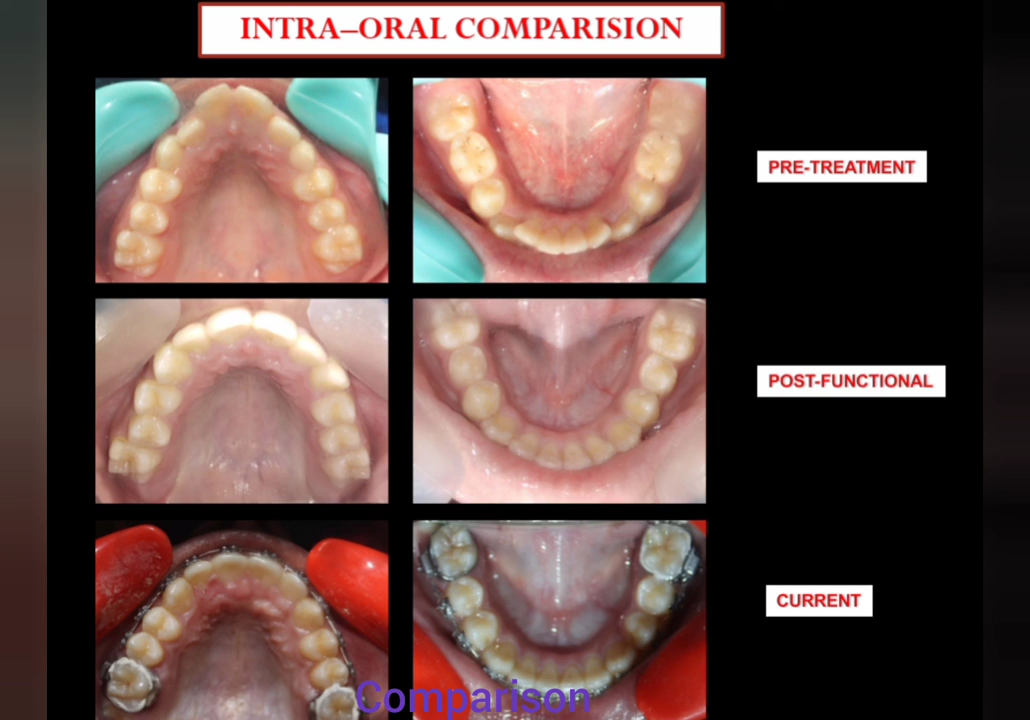 INTRA–ORAL COMPARISION
PRE-TREATMENT
POST-FUNCTIONAL
CURRENT
Comparison